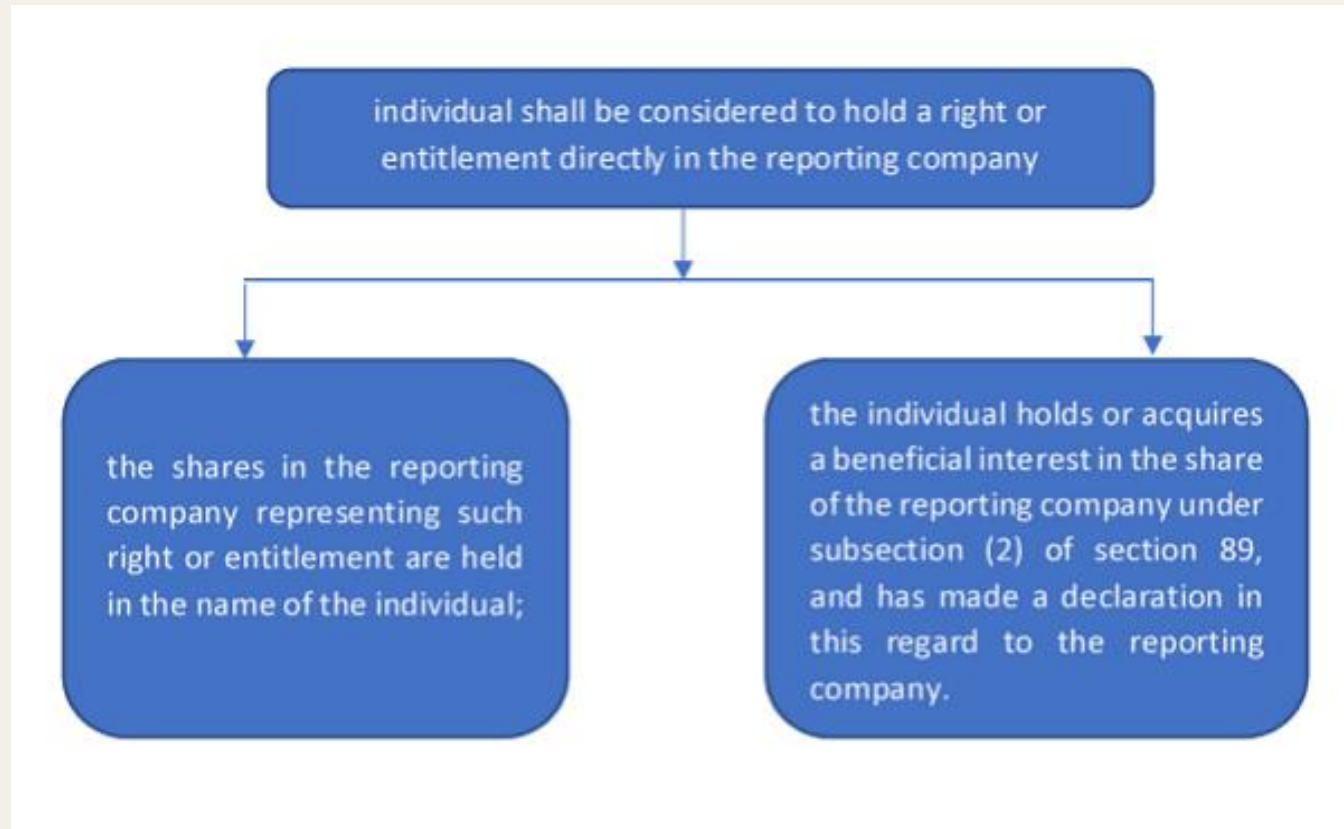 individual shall be considered to hold a right or
entitlement directly in the reporting company
the shares in the reporting
company representing such
right or entitlement are held
in the name of the individual;
the individual holds or acquires
a beneficial interest in the share
of the reporting company under
subsection (2) of section 89,
and has made a declaration in
this regard to the reporting
company.